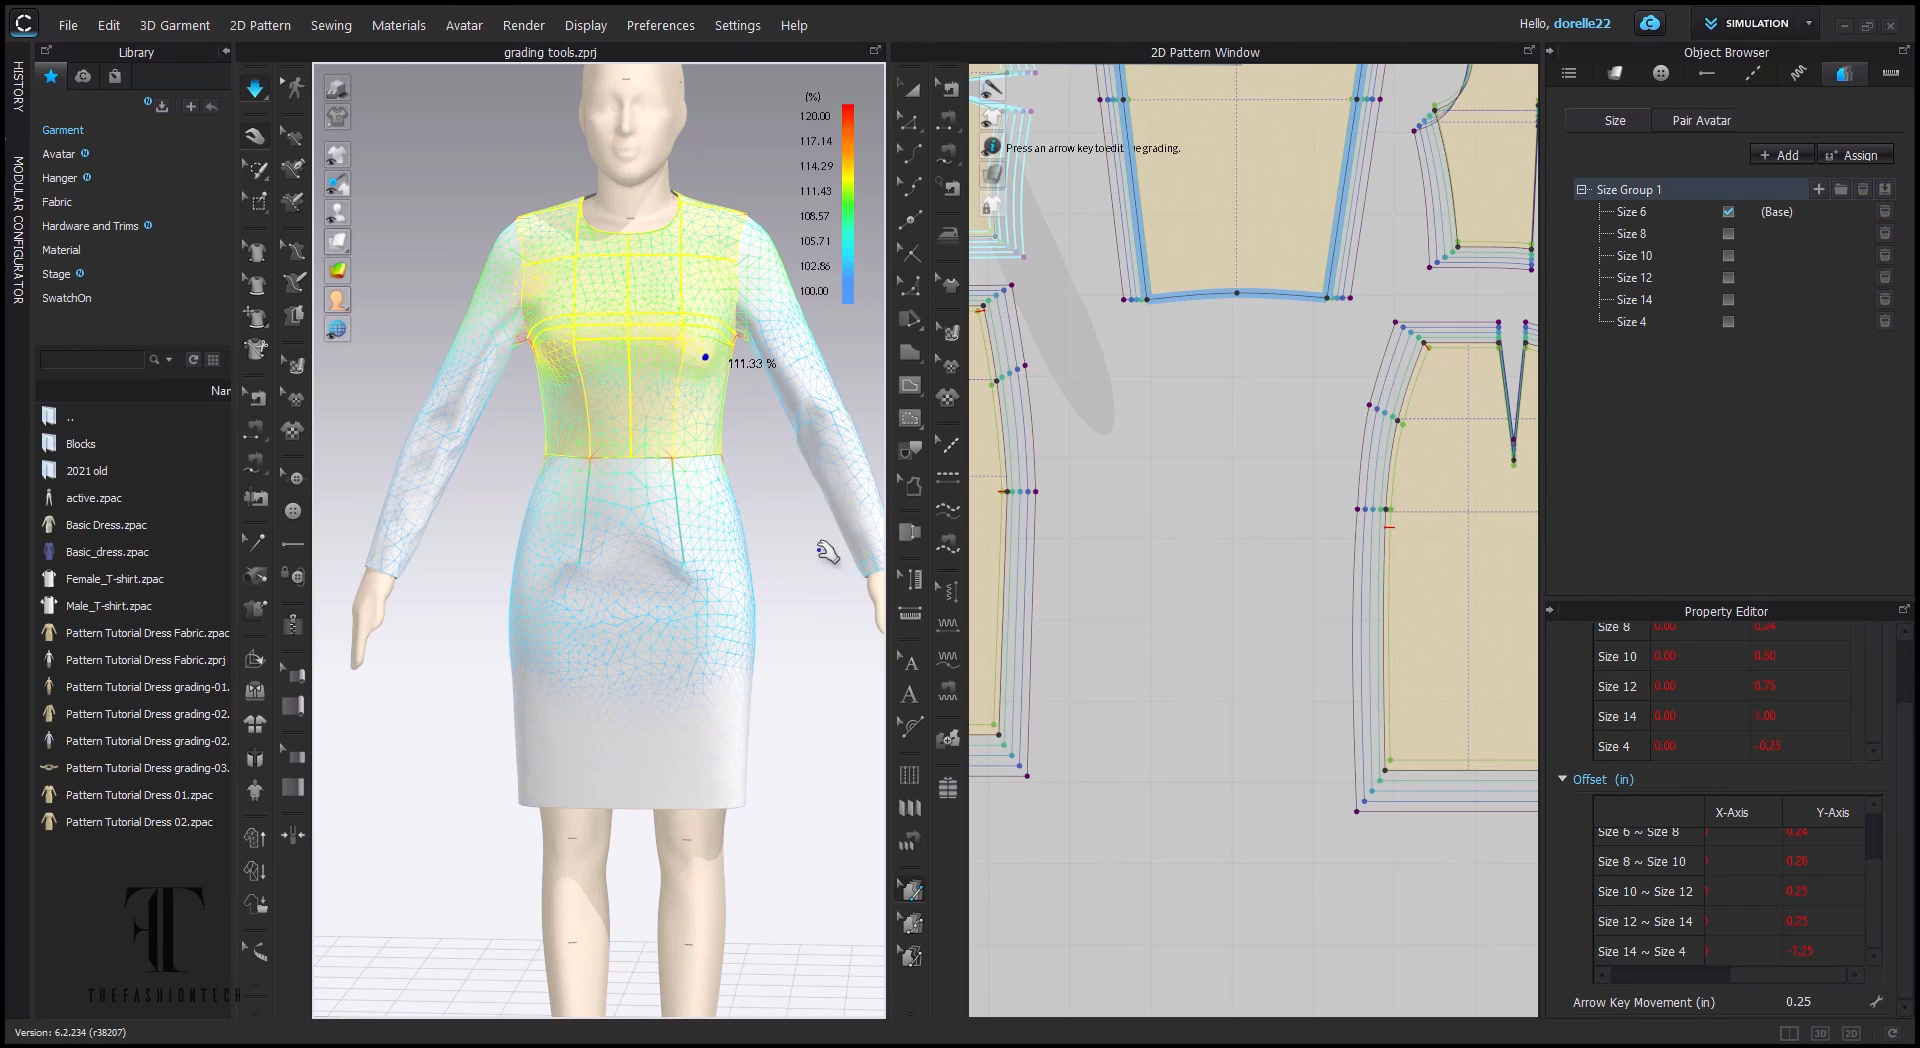 File Edit 3D Garment 2D Pattern Sewing Materials Avatar Render Display Preferences Settings Help
Hello, dorelle22
SIMULATION
Library
grading tools.zprj
2D Pattern Window
Object Browser
HISTORY
MODULAR CONFIGURATOR
Garment
Avatar
Hanger
Fabric
Hardware and Trims
Material
Stage
SwatchOn
Nar
..
Blocks
2021 old
active.zpac
Basic Dress.zpac
Basic_dress.zpac
Female_T-shirt.zpac
Male_T-shirt.zpac
Pattern Tutorial Dress Fabric.zpac
Pattern Tutorial Dress Fabric.zprj
Pattern Tutorial Dress grading-01.
Pattern Tutorial Dress grading-02.
Pattern Tutorial Dress grading-02.
Pattern Tutorial Dress grading-03.
Pattern Tutorial Dress 01.zpac
Pattern Tutorial Dress 02.zpac
THEFASHIONTECH
Version: 6.2.234 (r38207)
(%)
120.00
117.14
114.29
111.43
108.57
105.71
102.86
100.00
111.33 %
Press an arrow key to edit grading.
Size
Pair Avatar
+ Add
Assign
Size Group 1
Size 6 (Base)
Size 8
Size 10
Size 12
Size 14
Size 4
Property Editor
Size 8 0.00 0.24
Size 10 0.00 0.50
Size 12 0.00 0.75
Size 14 0.00 1.00
Size 4 0.00 -0.25
Offset (in)
X-Axis Y-Axis
Size 6 ~ Size 8 0.24
Size 8 ~ Size 10 0.26
Size 10 ~ Size 12 0.25
Size 12 ~ Size 14 0.25
Size 14 ~ Size 4 -1.25
Arrow Key Movement (in) 0.25
3D
2D